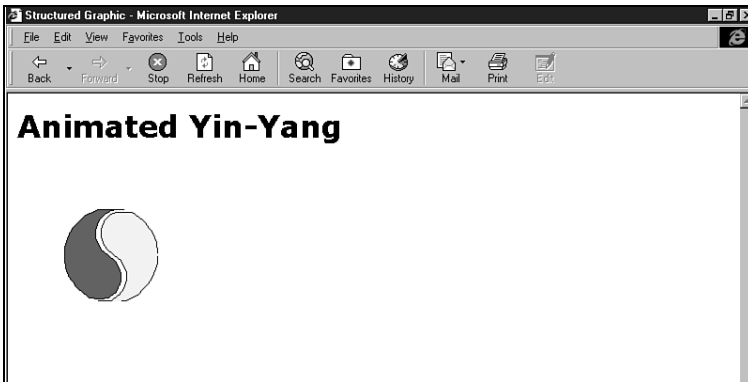 Structured Graphic - Microsoft Internet Explorer
File Edit View Favorites Tools Help
Back Forward Stop Refresh Home Search Favorites History Mail Print Edit
Animated Yin-Yang